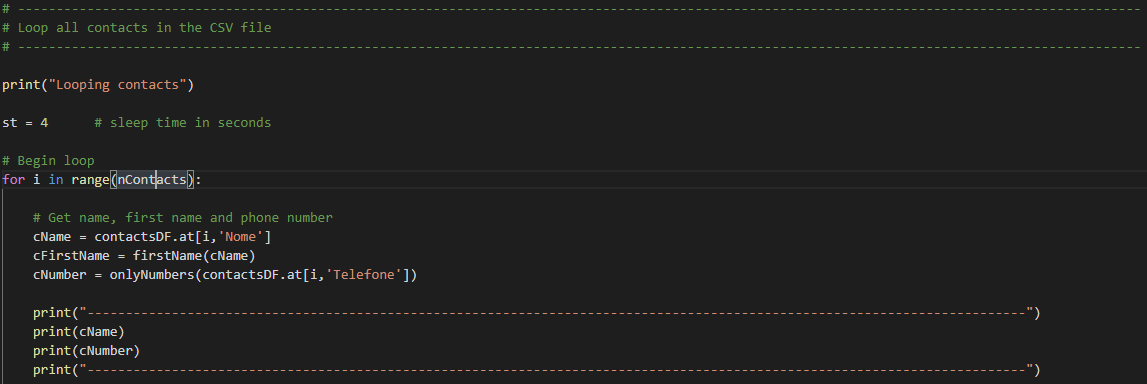 # --------------------------------------------------------------------------------------------------------------------------------------------------
# Loop all contacts in the CSV file
# --------------------------------------------------------------------------------------------------------------------------------------------------
print("Looping contacts")
st = 4      # sleep time in seconds
# Begin loop
for i in range(nContacts):
    # Get name, first name and phone number
    cName = contactsDF.at[i,'Nome']
    cFirstName = firstName(cName)
    cNumber = onlyNumbers(contactsDF.at[i,'Telefone'])
    print("--------------------------------------------------------------------------------------------------------------------------")
    print(cName)
    print(cNumber)
    print("--------------------------------------------------------------------------------------------------------------------------")